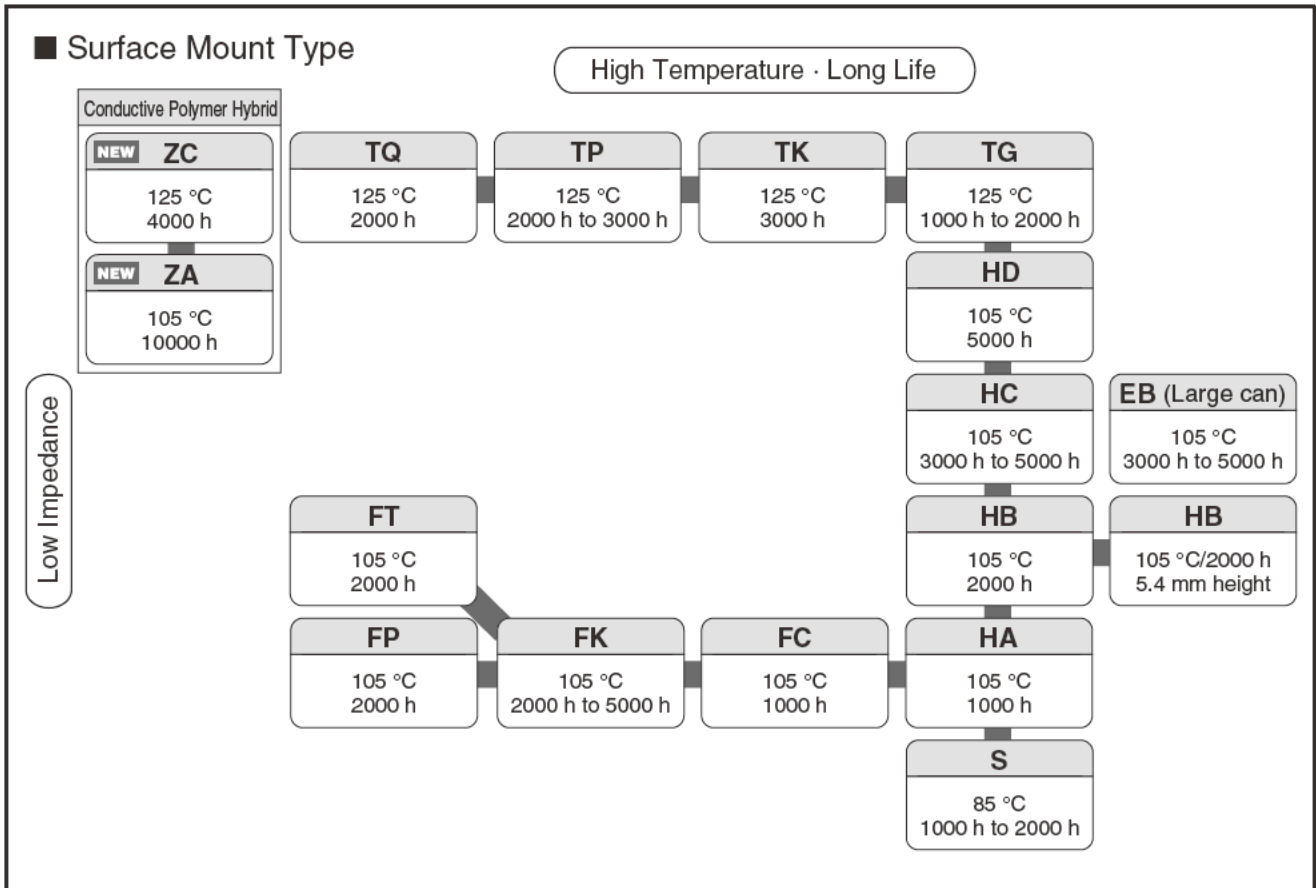 ■ Surface Mount Type
High Temperature · Long Life
Conductive Polymer Hybrid
NEW ZC
125 °C
4000 h
NEW ZA
105 °C
10000 h
TQ
125 °C
2000 h
TP
125 °C
2000 h to 3000 h
TK
125 °C
3000 h
TG
125 °C
1000 h to 2000 h
HD
105 °C
5000 h
HC
105 °C
3000 h to 5000 h
EB (Large can)
105 °C
3000 h to 5000 h
Low Impedance
FT
105 °C
2000 h
HB
105 °C
2000 h
HB
105 °C/2000 h
5.4 mm height
FP
105 °C
2000 h
FK
105 °C
2000 h to 5000 h
FC
105 °C
1000 h
HA
105 °C
1000 h
S
85 °C
1000 h to 2000 h